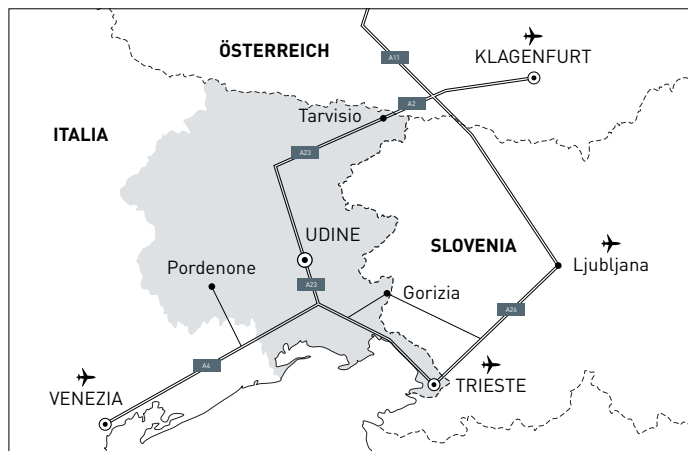 ÖSTERREICH
A11
KLAGENFURT
A2
Tarvisio
ITALIA
A23
UDINE
SLOVENIA
Pordenone
Ljubljana
A23
Gorizia
A26
A4
VENEZIA
TRIESTE